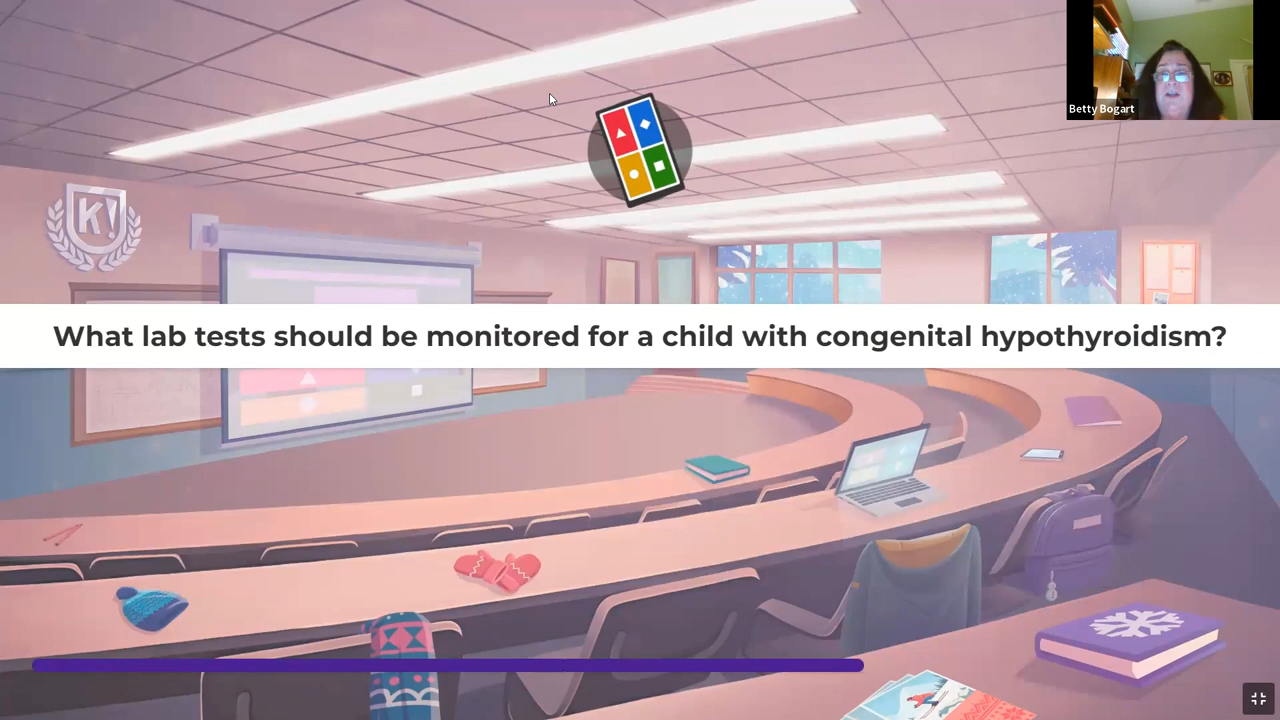 Betty Bogart
K!
What lab tests should be monitored for a child with congenital hypothyroidism?